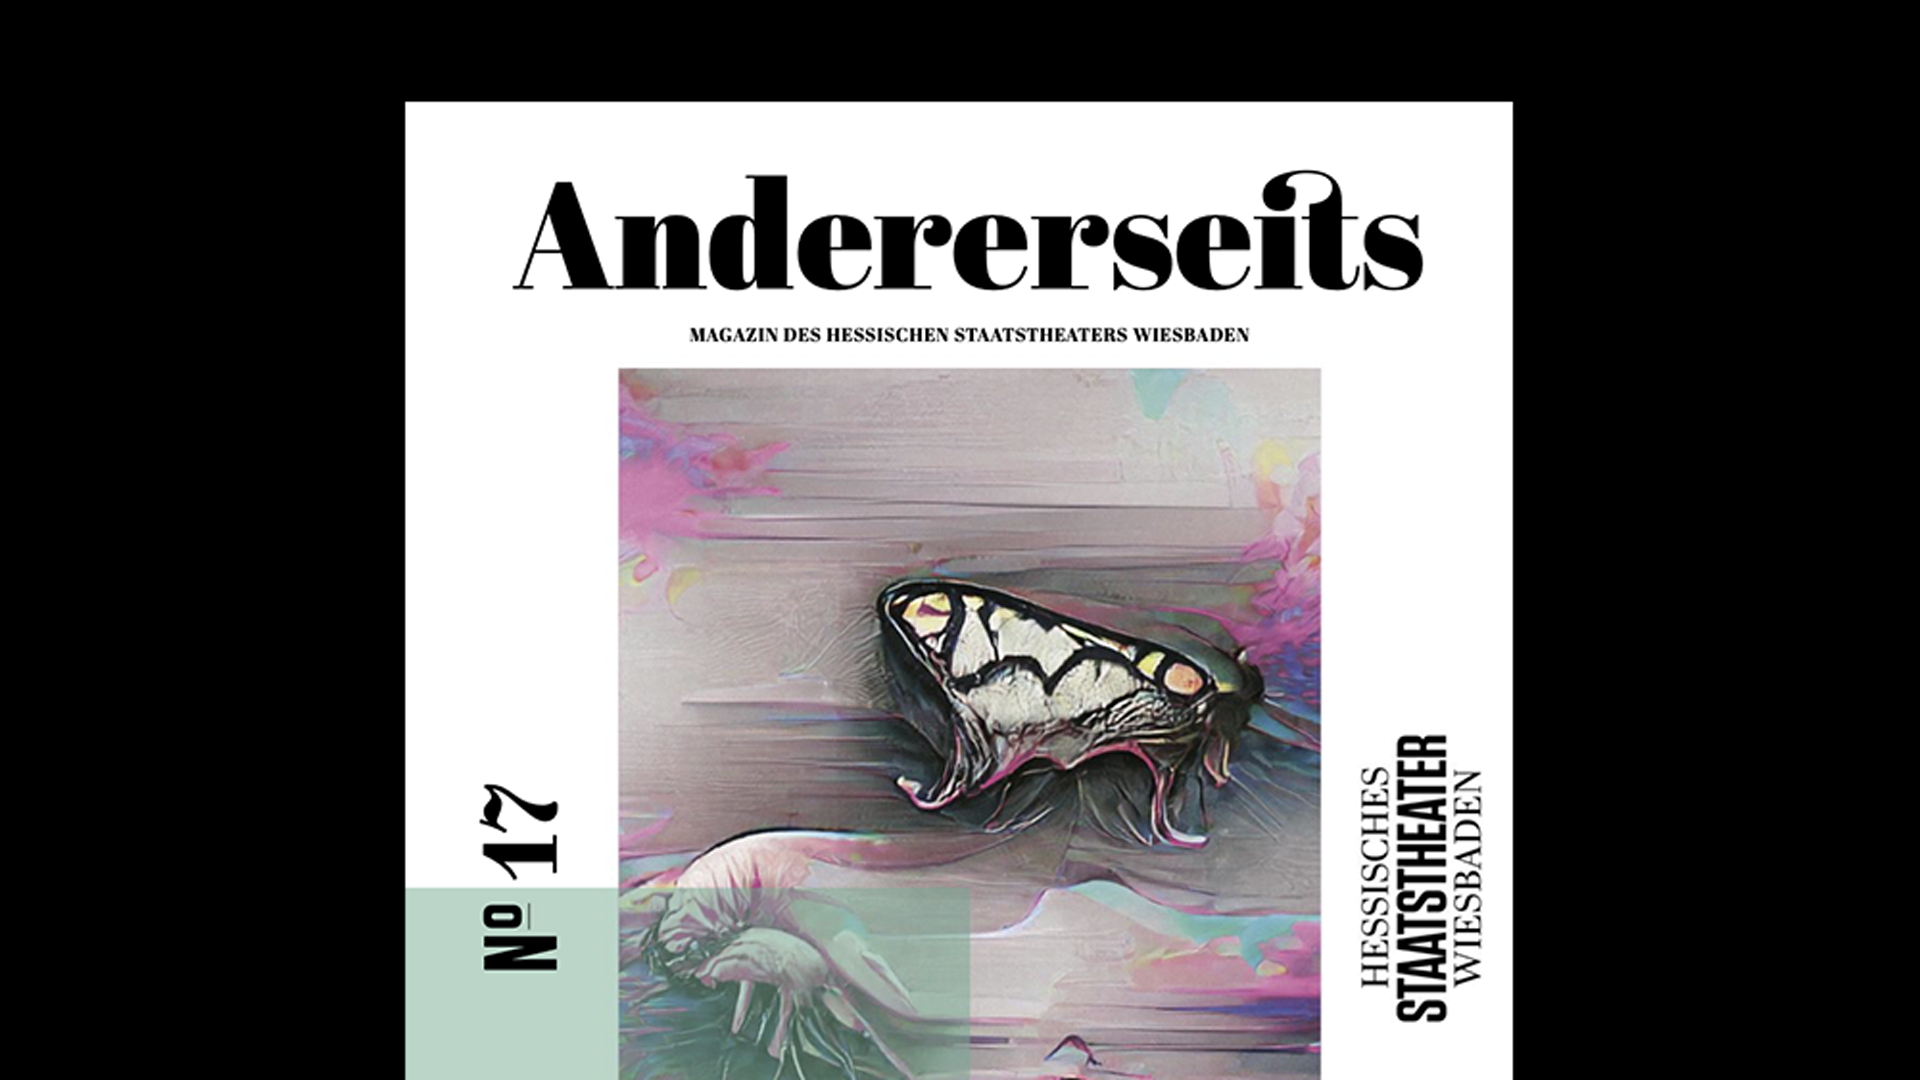 Andererseits
MAGAZIN DES HESSISCHEN STAATSTHEATERS WIESBADEN
Nº 17
HESSISCHES
STAATSTHEATER
WIESBADEN